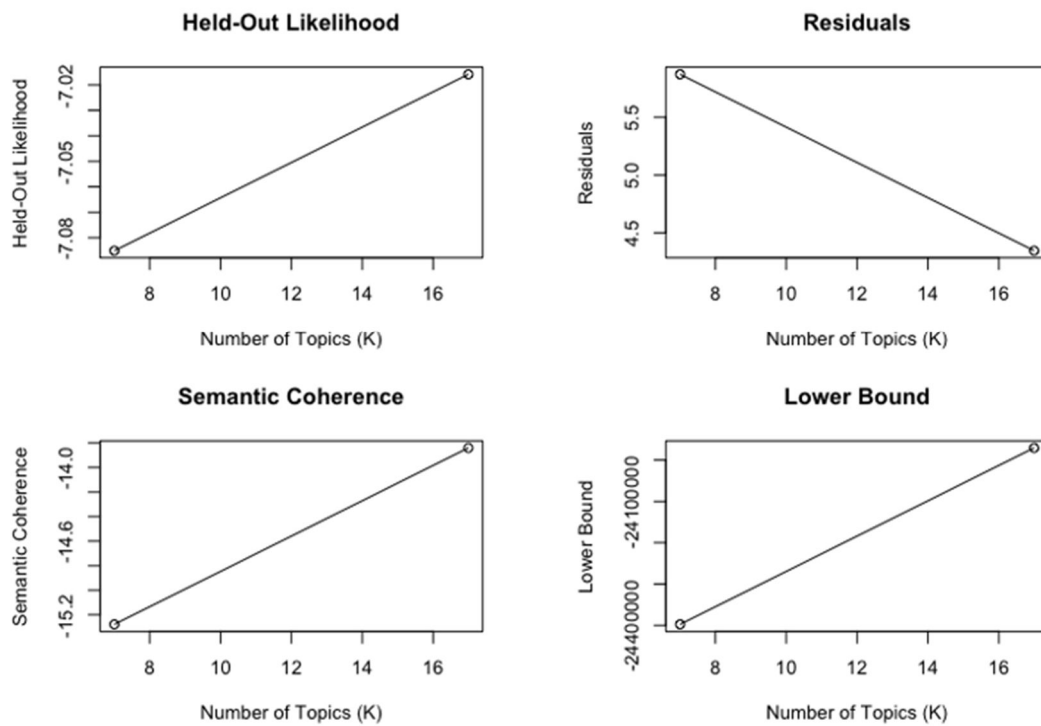 Held-Out Likelihood
Held-Out Likelihood
-7.02
-7.05
-7.08
8 10 12 14 16
Number of Topics (K)
Residuals
Residuals
5.5
5.0
4.5
8 10 12 14 16
Number of Topics (K)
Semantic Coherence
Semantic Coherence
-14.0
-14.6
-15.2
8 10 12 14 16
Number of Topics (K)
Lower Bound
Lower Bound
-24100000
-24400000
8 10 12 14 16
Number of Topics (K)